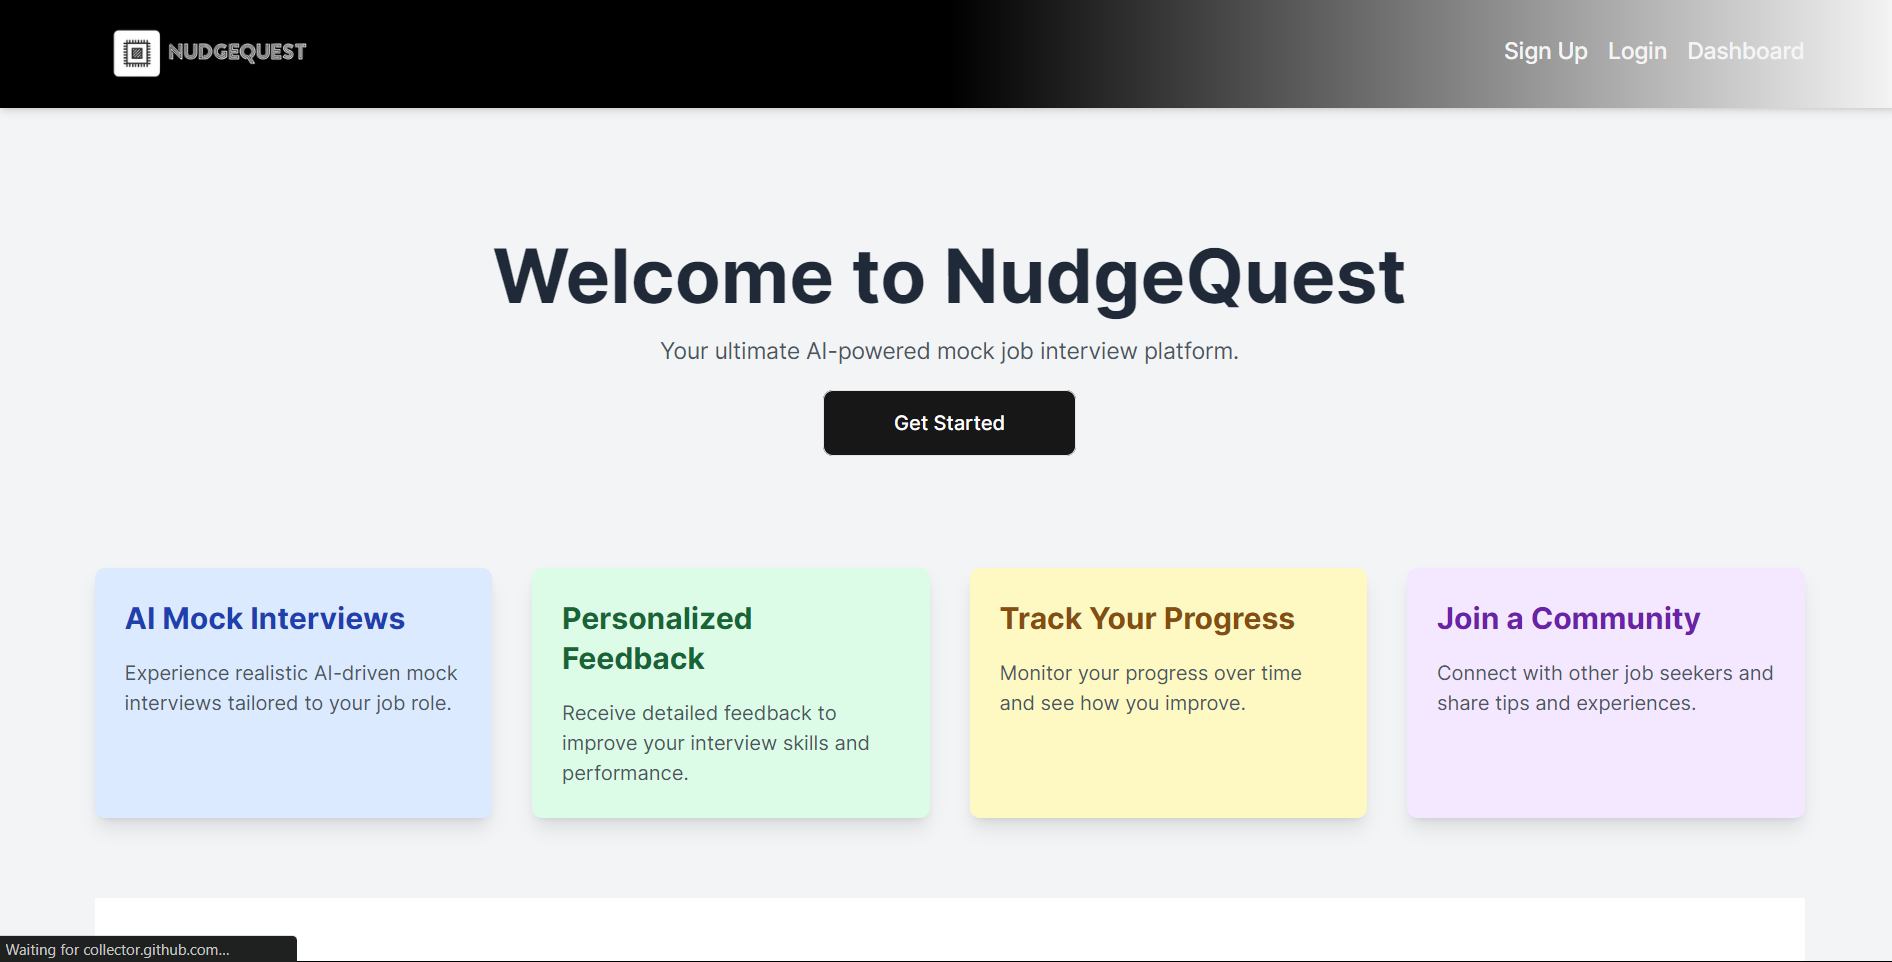 NUDGEQUEST
Sign Up Login Dashboard
Welcome to NudgeQuest
Your ultimate AI-powered mock job interview platform.
Get Started
AI Mock Interviews
Experience realistic AI-driven mock
interviews tailored to your job role.
Personalized
Feedback
Receive detailed feedback to
improve your interview skills and
performance.
Track Your Progress
Monitor your progress over time
and see how you improve.
Join a Community
Connect with other job seekers and
share tips and experiences.
Waiting for collector.github.com...